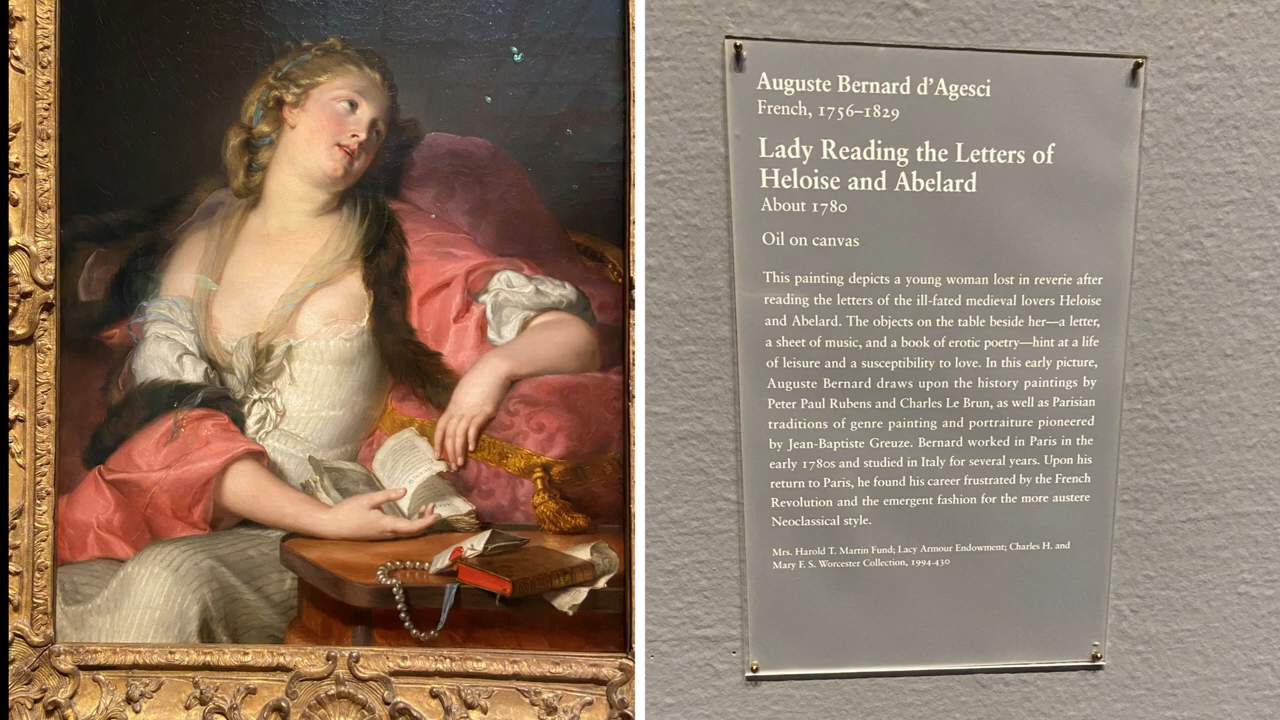 Auguste Bernard d'Agesci
French, 1756–1829
Lady Reading the Letters of
Heloise and Abelard
About 1780
Oil on canvas
This painting depicts a young woman lost in reverie after
reading the letters of the ill-fated medieval lovers Heloise
and Abelard. The objects on the table beside her—a letter,
a sheet of music, and a book of erotic poetry—hint at a life
of leisure and a susceptibility to love. In this early picture,
Auguste Bernard draws upon the history paintings by
Peter Paul Rubens and Charles Le Brun, as well as Parisian
traditions of genre painting and portraiture pioneered
by Jean-Baptiste Greuze. Bernard worked in Paris in the
early 1780s and studied in Italy for several years. Upon his
return to Paris, he found his career frustrated by the French
Revolution and the emergent fashion for the more austere
Neoclassical style.
Mrs. Harold T. Martin Fund; Lacy Armour Endowment; Charles H. and
Mary F. S. Worcester Collection, 1994.430